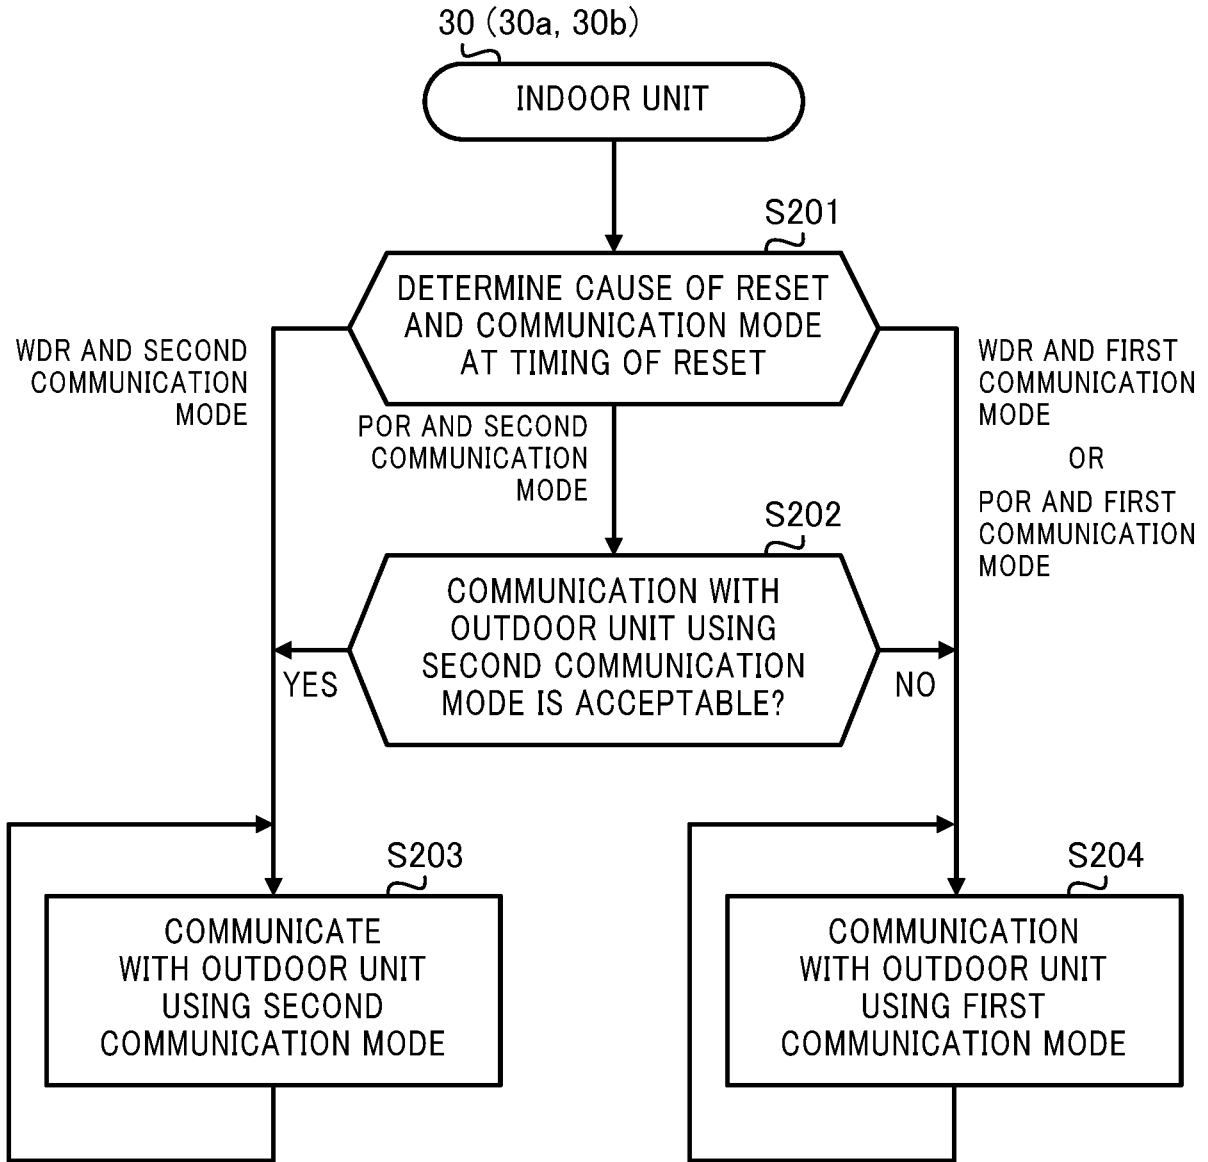 30 (30a, 30b)
INDOOR UNIT
S201
DETERMINE CAUSE OF RESET
AND COMMUNICATION MODE
AT TIMING OF RESET
WDR AND SECOND
COMMUNICATION
MODE
POR AND SECOND
COMMUNICATION
MODE
WDR AND FIRST
COMMUNICATION
MODE
OR
POR AND FIRST
COMMUNICATION
MODE
S202
COMMUNICATION WITH
OUTDOOR UNIT USING
SECOND COMMUNICATION
MODE IS ACCEPTABLE?
YES
NO
S203
COMMUNICATE
WITH OUTDOOR UNIT
USING SECOND
COMMUNICATION MODE
S204
COMMUNICATION
WITH OUTDOOR UNIT
USING FIRST
COMMUNICATION MODE